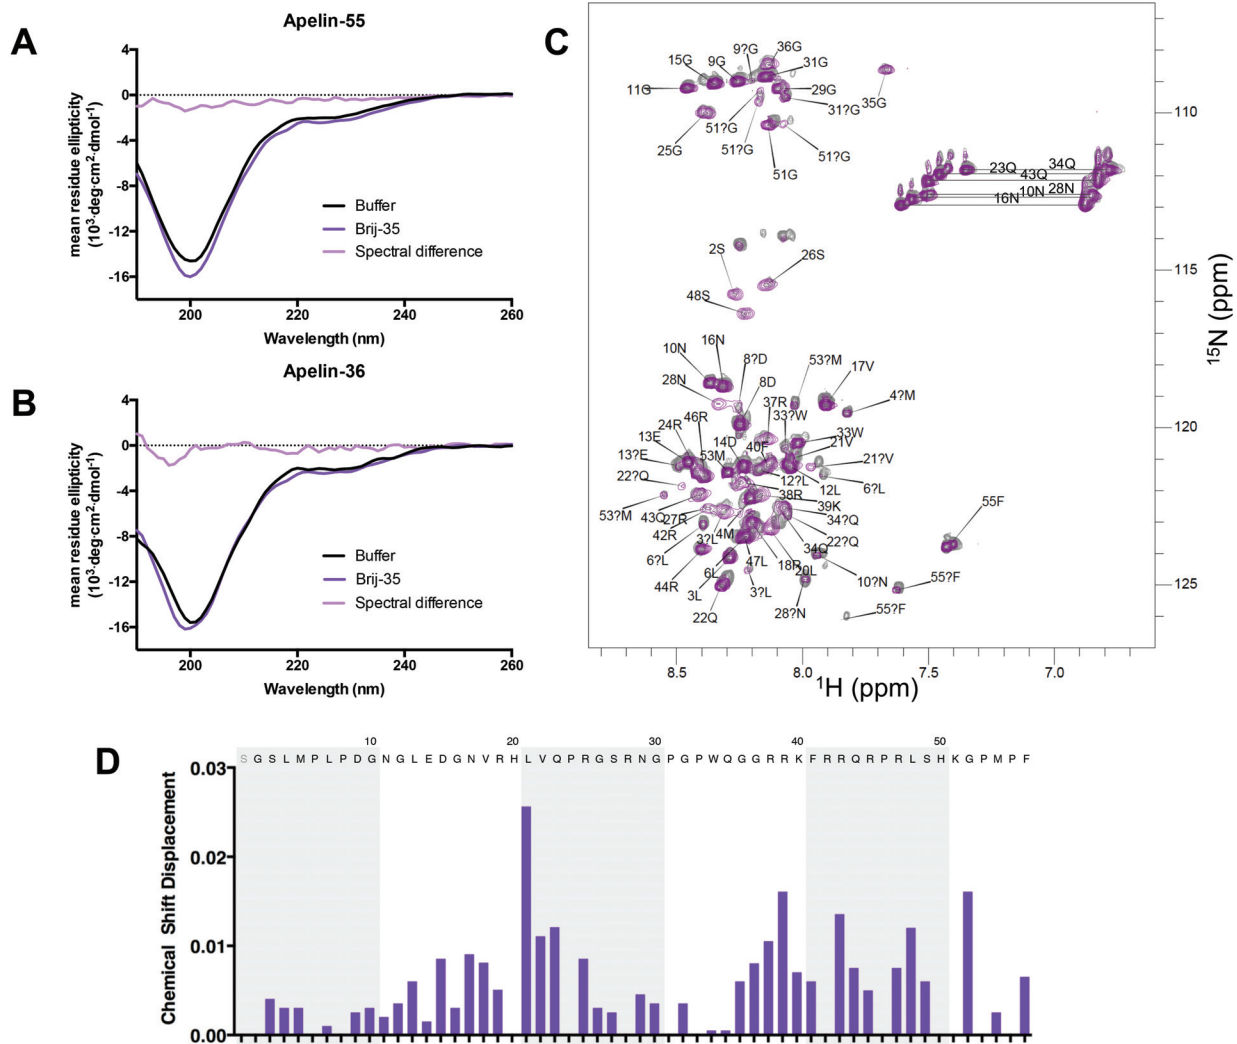 A
Apelin-55
4
0
-4
-8
-12
-16
mean residue ellipticity
(10³·deg·cm²·dmol⁻¹)
Buffer
Brij-35
Spectral difference
200
220
240
260
Wavelength (nm)
B
Apelin-36
4
0
-4
-8
-12
-16
mean residue ellipticity
(10³·deg·cm²·dmol⁻¹)
Buffer
Brij-35
Spectral difference
200
220
240
260
Wavelength (nm)
C
9?G
36G
15G
9G
31G
11G
29G
35G
31?G
51?G
25G
51?G
51?G
51G
23Q
34Q
43Q
10N
28N
16N
2S
26S
48S
16N
10N
8?D
53?M
17V
28N
8D
4?M
37R
46R
33?W
24R
33W
13E
14D
40F
21V
13?E
53M
21?V
22?Q
12?L
12L
6?L
38R
53?M
43Q
39K
27R
34?Q
42R
4M
55F
3?L
34Q
22?Q
6?L
18R
47L
20L
44R
6L
10?N
3L
3?L
55?F
22Q
28?N
55?F
110
115
120
125
¹⁵N (ppm)
8.5
8.0
7.5
7.0
¹H (ppm)
D
10
20
30
40
50
S G S L M P L P D G N G L E D G N V R H L V Q P R G S R N G P G P W Q G G R R K F R R Q R P R L S H K G P M P F
0.03
0.02
0.01
0.00
Chemical Shift Displacement